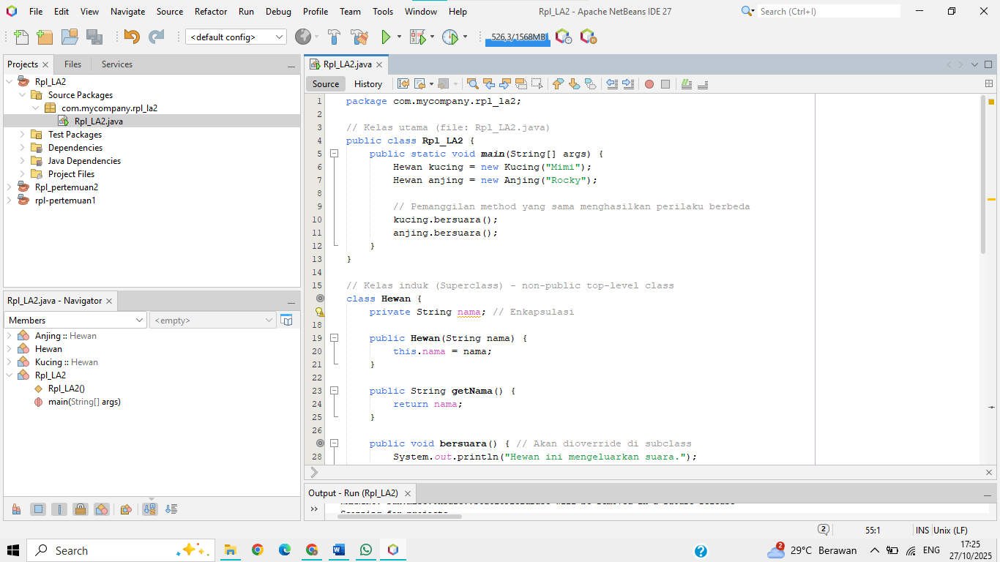 File Edit View Navigate Source Refactor Run Debug Profile Team Tools Window Help
Rpl_LA2 - Apache NetBeans IDE 27
Search (Ctrl+I)
<default config>
526,3/1568MB
Projects Files Services
Rpl_LA2
Source Packages
com.mycompany.rpl_la2
Rpl_LA2.java
Test Packages
Dependencies
Java Dependencies
Project Files
Rpl_pertemuan2
rpl-pertemuan1
Rpl_LA2.java - Navigator
Members <empty>
Anjing :: Hewan
Hewan
Kucing :: Hewan
Rpl_LA2
Rpl_LA2()
main(String[] args)
Rpl_LA2.java
Source History
1 package com.mycompany.rpl_la2;
2
3 // Kelas utama (file: Rpl_LA2.java)
4 public class Rpl_LA2 {
5 public static void main(String[] args) {
6 Hewan kucing = new Kucing("Mimi");
7 Hewan anjing = new Anjing("Rocky");
8
9 // Pemanggilan method yang sama menghasilkan perilaku berbeda
10 kucing.bersuara();
11 anjing.bersuara();
12 }
13 }
14
15 // Kelas induk (Superclass) - non-public top-level class
class Hewan {
private String nama; // Enkapsulasi
18
19 public Hewan(String nama) {
20 this.nama = nama;
21 }
22
23 public String getNama() {
24 return nama;
25 }
26
public void bersuara() { // Akan dioverride di subclass
28 System.out.println("Hewan ini mengeluarkan suara.");
Output - Run (Rpl_LA2)
2 55:1 INS Unix (LF)
Search
2
29°C Berawan
ENG
17:25
27/10/2025